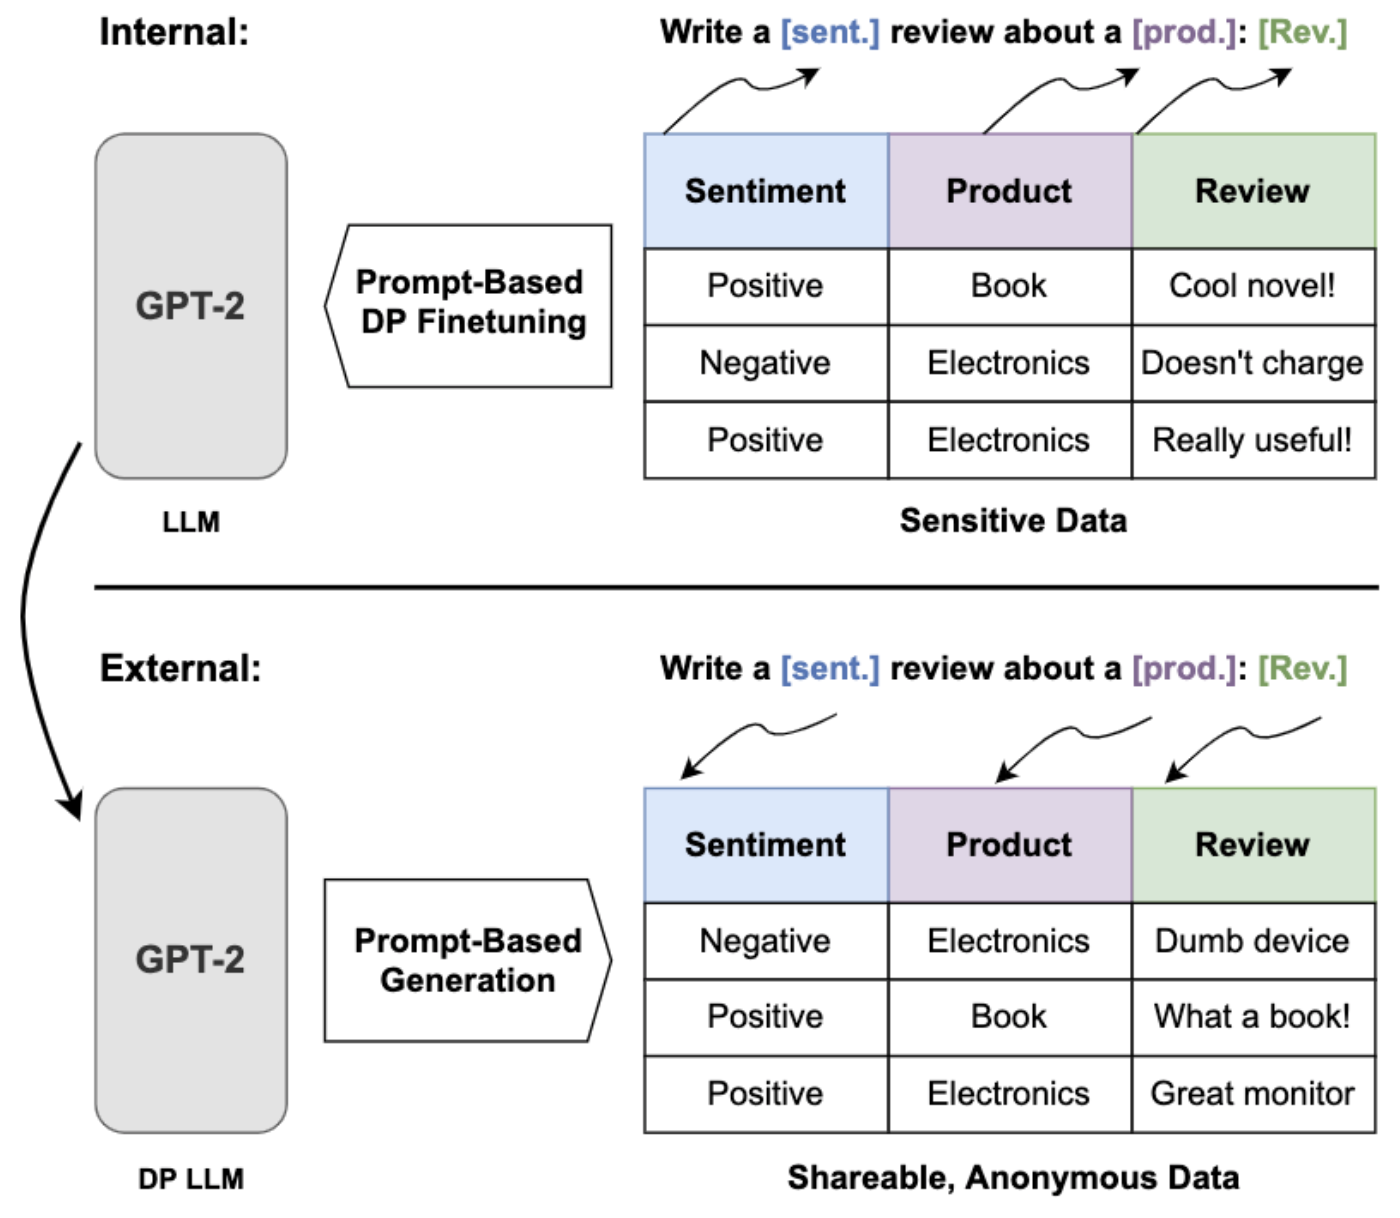 Internal:
Write a [sent.] review about a [prod.]: [Rev.]
GPT-2
LLM
Prompt-Based
DP Finetuning
Sentiment Product Review
Positive Book Cool novel!
Negative Electronics Doesn't charge
Positive Electronics Really useful!
Sensitive Data
External:
Write a [sent.] review about a [prod.]: [Rev.]
GPT-2
DP LLM
Prompt-Based
Generation
Sentiment Product Review
Negative Electronics Dumb device
Positive Book What a book!
Positive Electronics Great monitor
Shareable, Anonymous Data